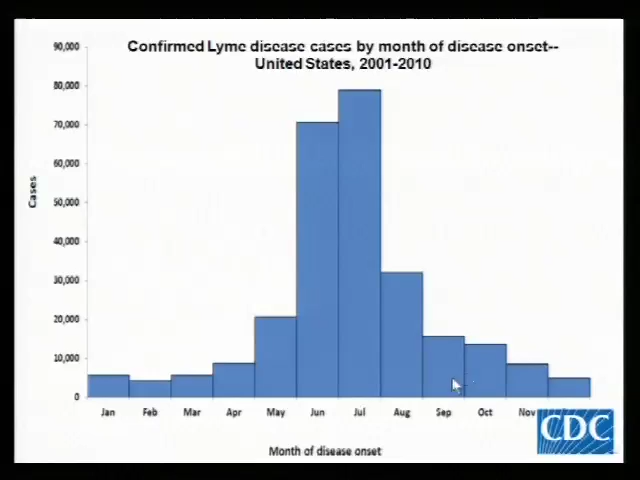 Confirmed Lyme disease cases by month of disease onset--
United States, 2001-2010
90,000
80,000
70,000
60,000
50,000
40,000
30,000
20,000
10,000
0
Cases
Jan Feb Mar Apr May Jun Jul Aug Sep Oct Nov
Month of disease onset
CDC